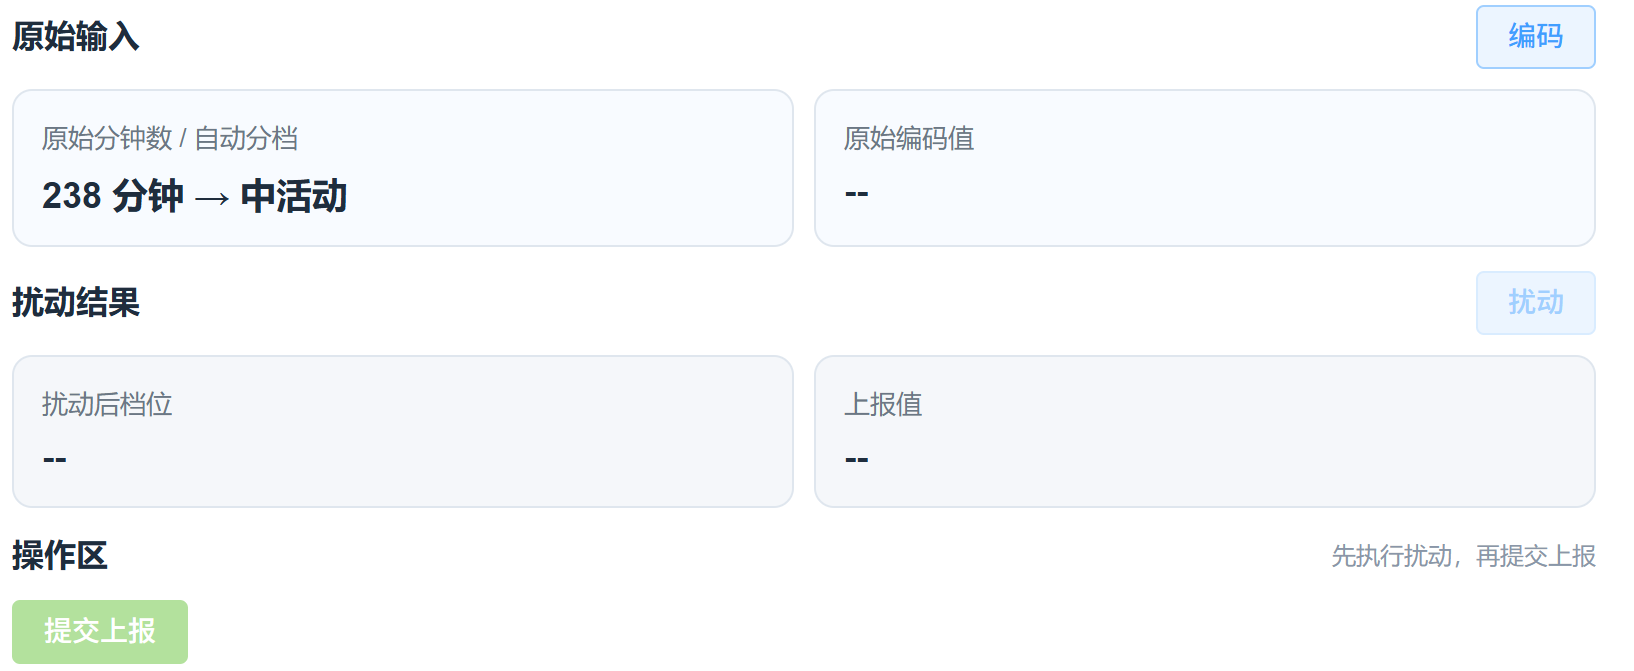 原始输入
编码
原始分钟数 / 自动分档
238 分钟 → 中活动
原始编码值
--
扰动结果
扰动
扰动后档位
--
上报值
--
操作区
先执行扰动，再提交上报
提交上报